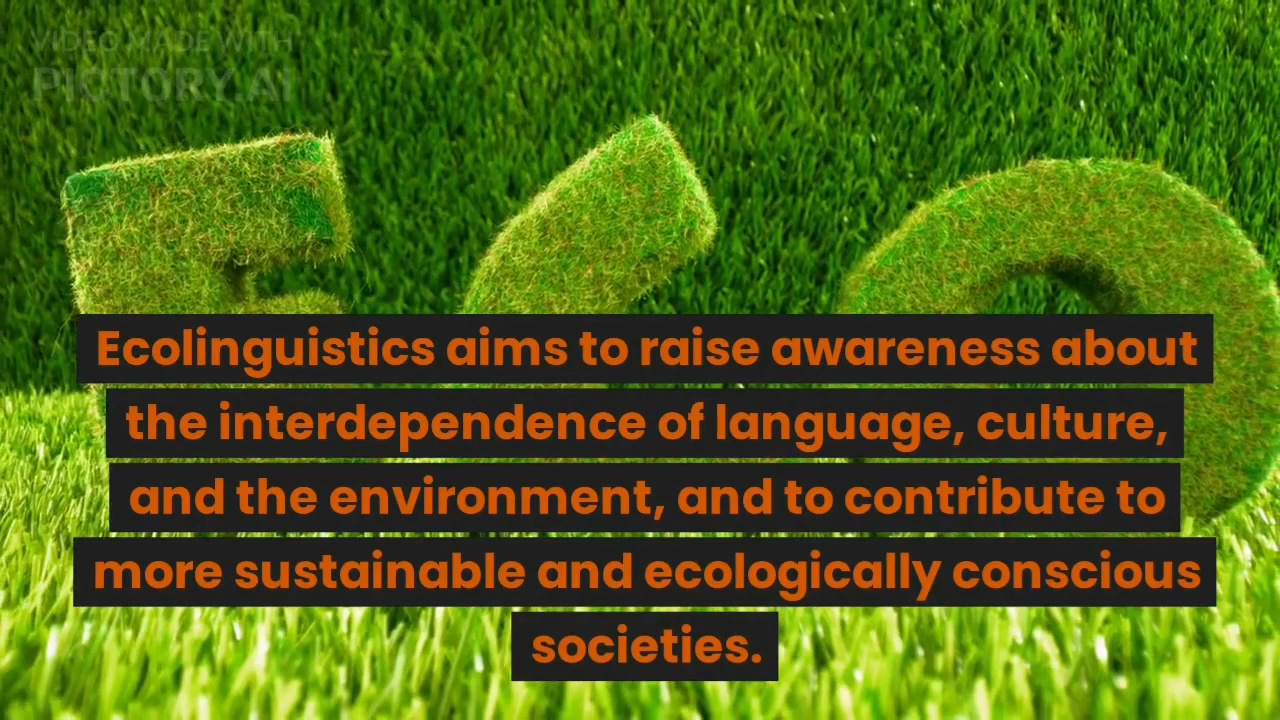 VIDEO MADE WITH
PICTORY.AI
ECO
Ecolinguistics aims to raise awareness about
the interdependence of language, culture,
and the environment, and to contribute to
more sustainable and ecologically conscious
societies.